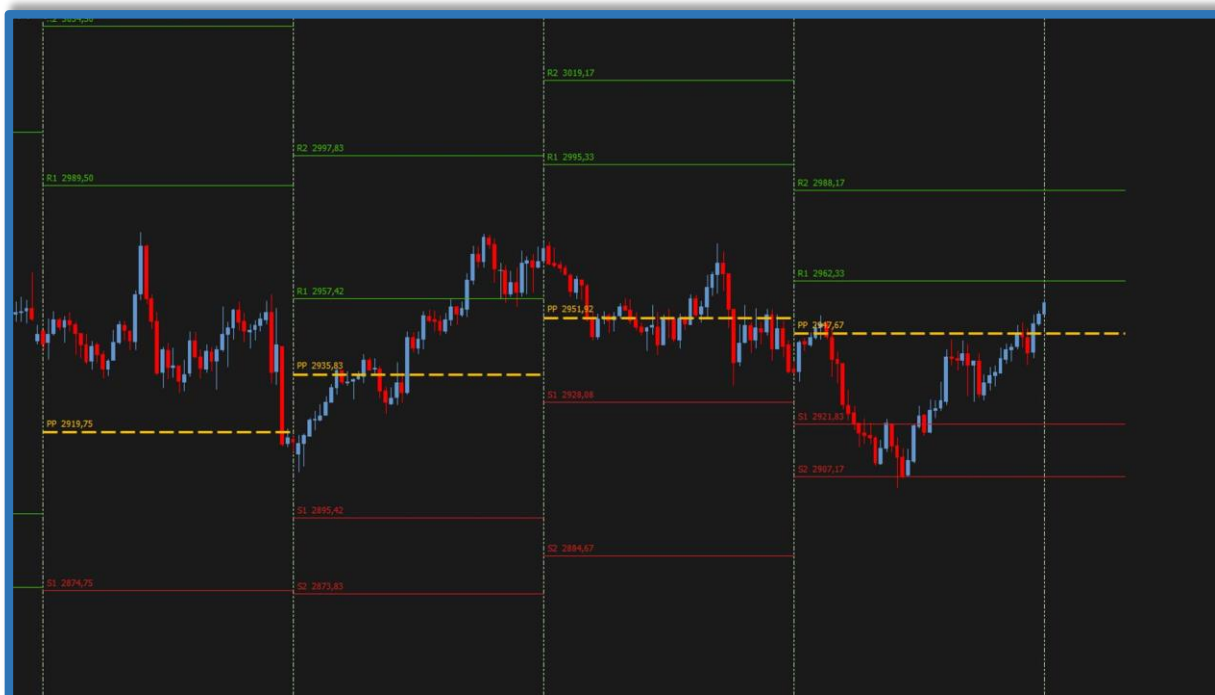 R1 2989,50
PP 2919,75
S1 2874,75
R2 2997,83
R1 2957,42
PP 2935,83
S1 2895,42
S2 2873,83
R2 3019,17
R1 2995,33
PP 2951,92
S1 2928,08
S2 2884,67
R2 2988,17
R1 2962,33
PP 2947,67
S1 2921,83
S2 2907,17